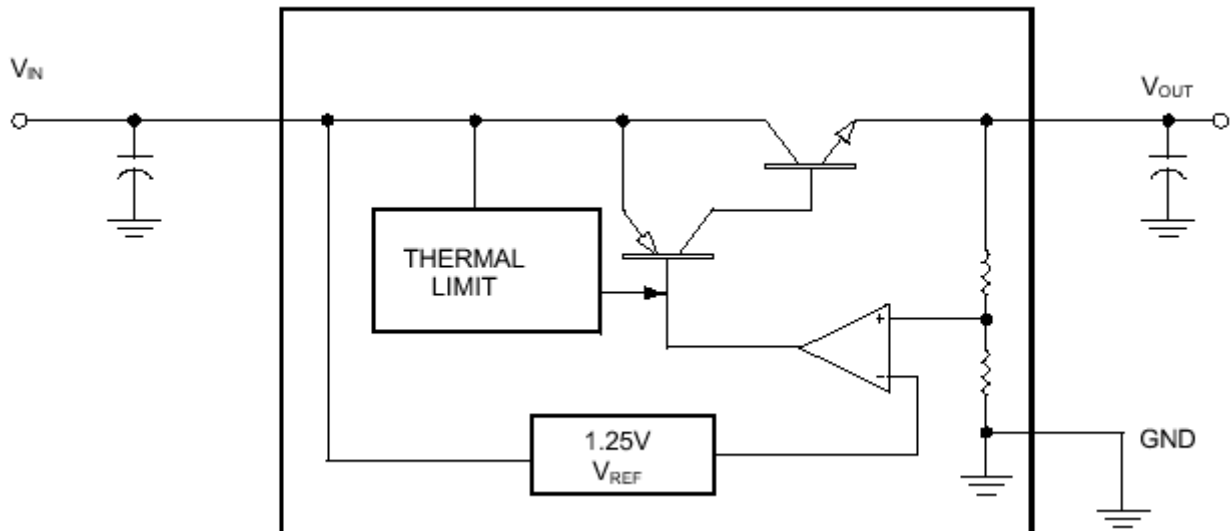 VIN
VOUT
THERMAL
LIMIT
+
-
1.25V
VREF
GND